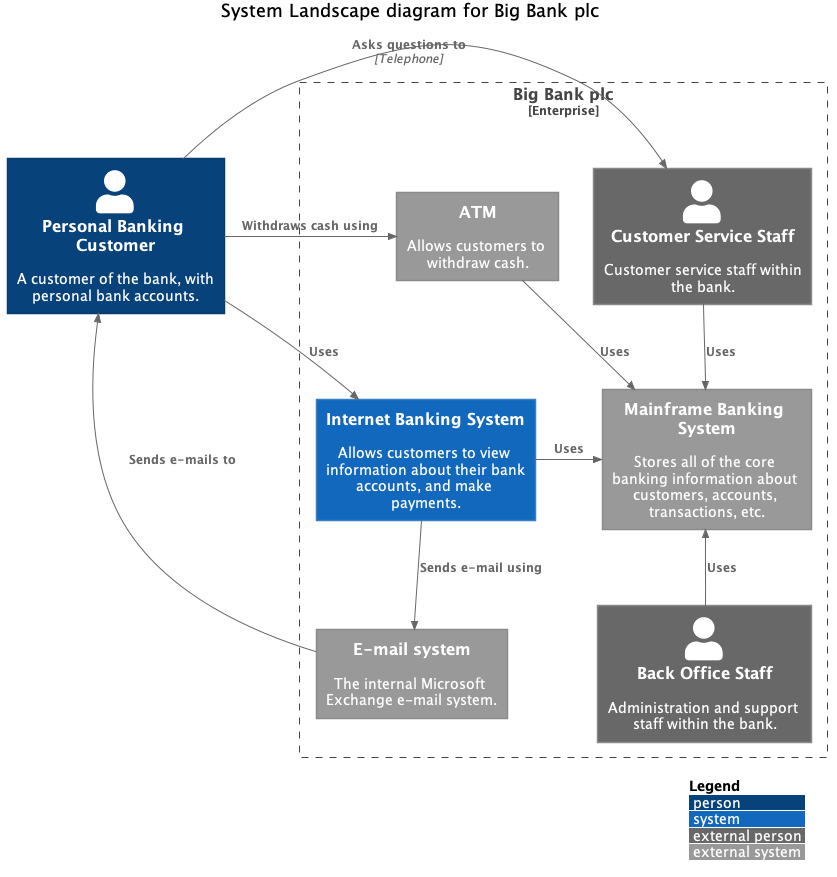 System Landscape diagram for Big Bank plc
Asks questions to
[Telephone]
Big Bank plc
[Enterprise]
Personal Banking
Customer
A customer of the bank, with
personal bank accounts.
Withdraws cash using
ATM
Allows customers to
withdraw cash.
Customer Service Staff
Customer service staff within
the bank.
Uses
Uses
Uses
Internet Banking System
Allows customers to view
information about their bank
accounts, and make
payments.
Uses
Mainframe Banking
System
Stores all of the core
banking information about
customers, accounts,
transactions, etc.
Sends e-mails to
Sends e-mail using
Uses
E-mail system
The internal Microsoft
Exchange e-mail system.
Back Office Staff
Administration and support
staff within the bank.
Legend
person
system
external person
external system